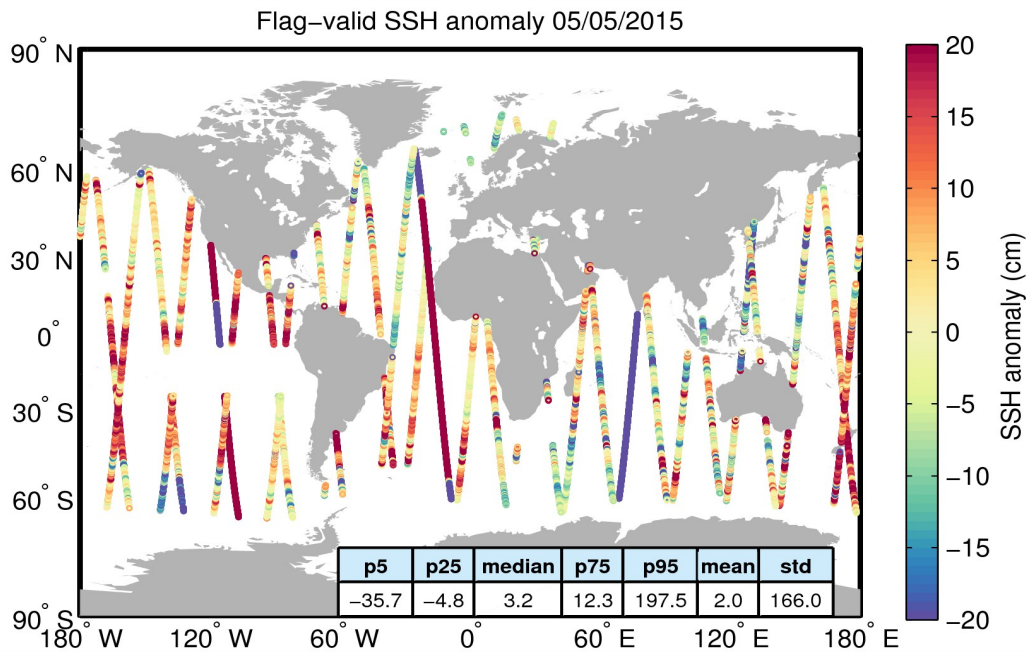 Flag−valid SSH anomaly 05/05/2015
90° N
60° N
30° N
0°
30° S
60° S
90° S
180° W
120° W
60° W
0°
60° E
120° E
180° E
p5 p25 median p75 p95 mean std
−35.7 −4.8 3.2 12.3 197.5 2.0 166.0
20
15
10
5
0
−5
−10
−15
−20
SSH anomaly (cm)